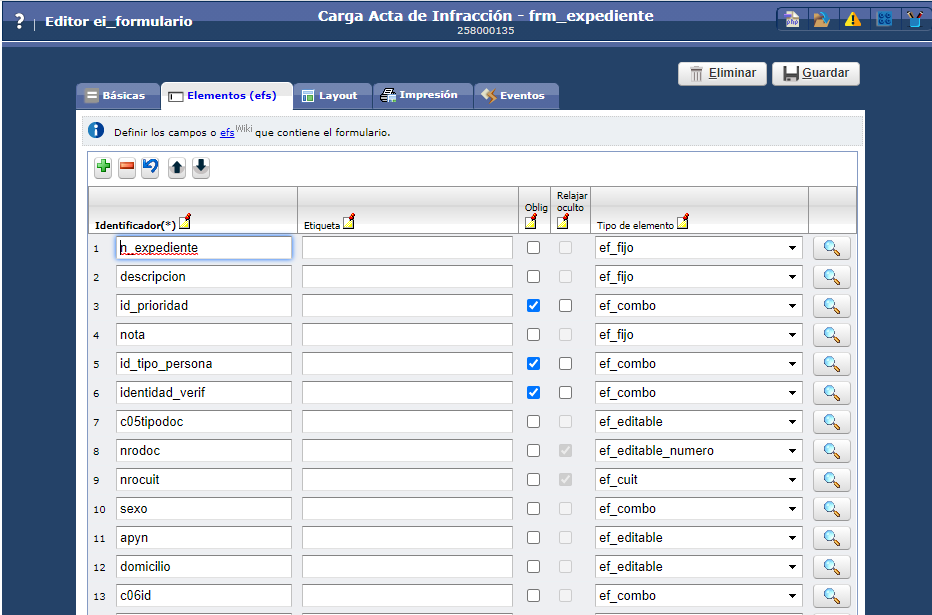 ? | Editor ei_formulario
Carga Acta de Infracción - frm_expediente
258000135
php
Eliminar
Guardar
Básicas
Elementos (efs)
Layout
Impresión
Eventos
Definir los campos o efs Wiki que contiene el formulario.
Identificador(*) Etiqueta Oblig Relajar oculto Tipo de elemento
1 n_expediente ef_fijo
2 descripcion ef_fijo
3 id_prioridad ef_combo
4 nota ef_fijo
5 id_tipo_persona ef_combo
6 identidad_verif ef_combo
7 c05tipodoc ef_editable
8 nrodoc ef_editable_numero
9 nrocuit ef_cuit
10 sexo ef_combo
11 apyn ef_editable
12 domicilio ef_editable
13 c06id ef_combo